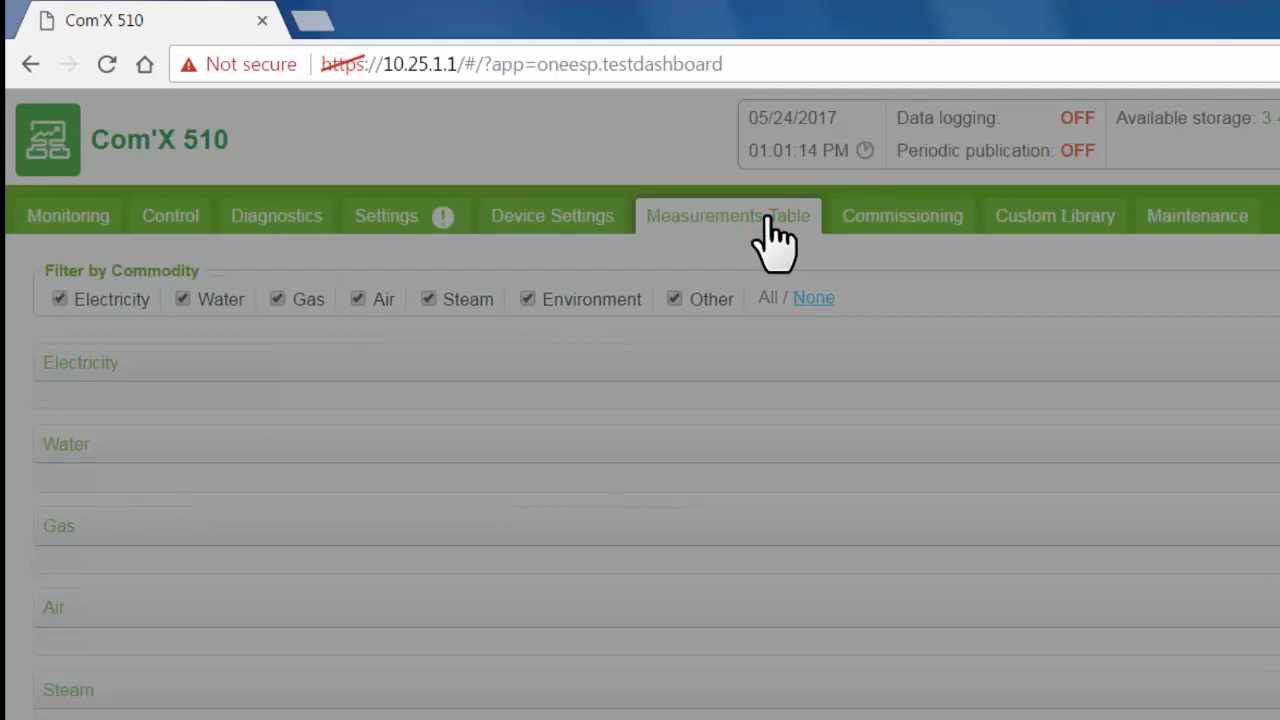 Com'X 510
Not secure https://10.25.1.1/#/?app=oneesp.testdashboard
Com'X 510
05/24/2017
01:01:14 PM
Data logging: OFF
Periodic publication: OFF
Available storage: 3.4
Monitoring Control Diagnostics Settings ! Device Settings Measurements Table Commissioning Custom Library Maintenance
Filter by Commodity
Electricity Water Gas Air Steam Environment Other All / None
Electricity
Water
Gas
Air
Steam